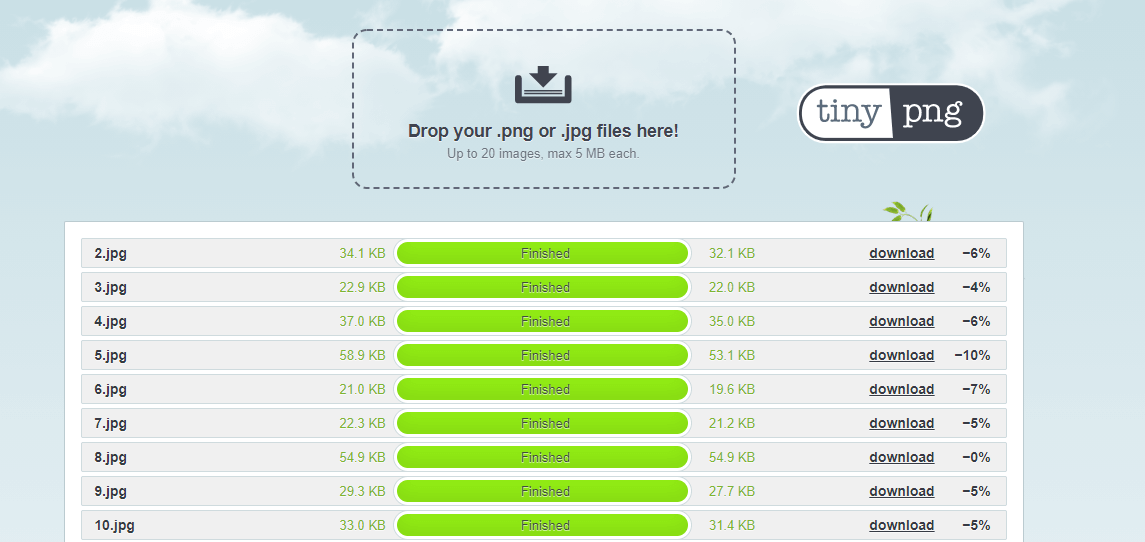 Drop your .png or .jpg files here!
Up to 20 images, max 5 MB each.
tiny png
2.jpg 34.1 KB Finished 32.1 KB download −6%
3.jpg 22.9 KB Finished 22.0 KB download −4%
4.jpg 37.0 KB Finished 35.0 KB download −6%
5.jpg 58.9 KB Finished 53.1 KB download −10%
6.jpg 21.0 KB Finished 19.6 KB download −7%
7.jpg 22.3 KB Finished 21.2 KB download −5%
8.jpg 54.9 KB Finished 54.9 KB download −0%
9.jpg 29.3 KB Finished 27.7 KB download −5%
10.jpg 33.0 KB Finished 31.4 KB download −5%